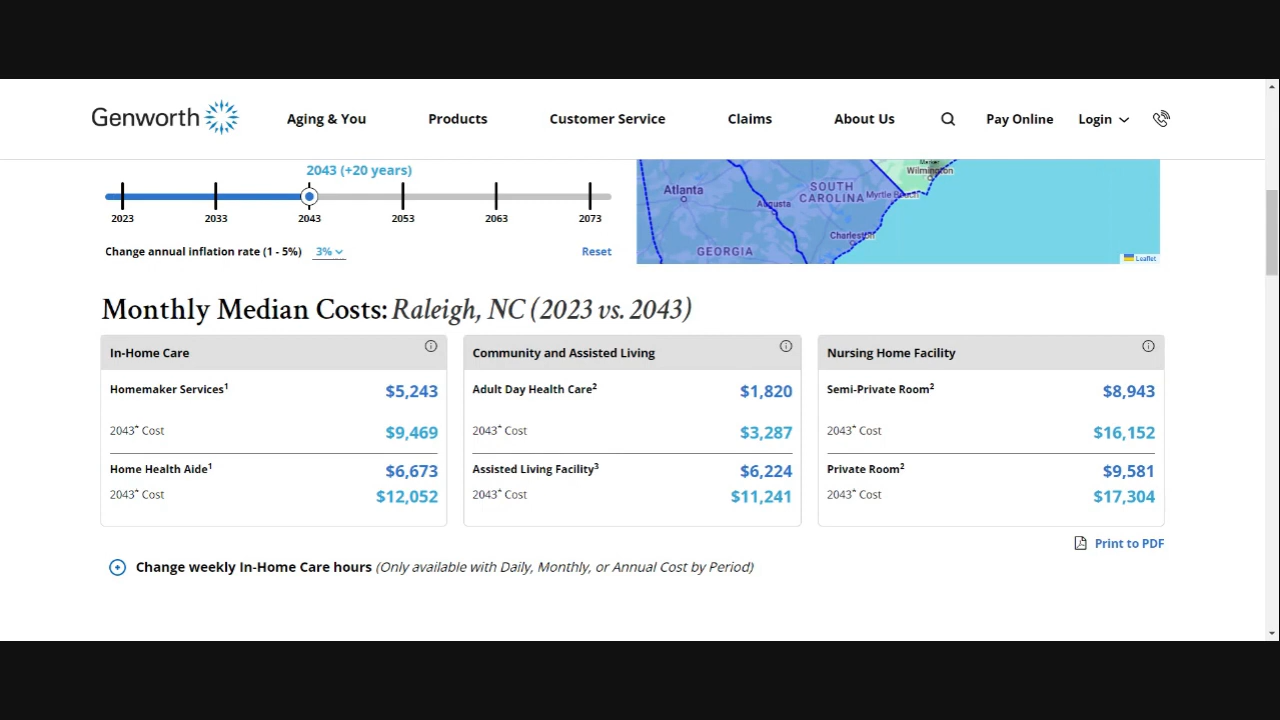 Genworth
Aging & You
Products
Customer Service
Claims
About Us
Pay Online
Login
2043 (+20 years)
2023
2033
2043
2053
2063
2073
Change annual inflation rate (1 - 5%)
3%
Reset
Wilmington
Atlanta
SOUTH
CAROLINA
Myrtle Beach
Augusta
Charleston
GEORGIA
Leaflet
Monthly Median Costs: Raleigh, NC (2023 vs. 2043)
In-Home Care
Homemaker Services1
$5,243
2043* Cost
$9,469
Home Health Aide1
$6,673
2043* Cost
$12,052
Community and Assisted Living
Adult Day Health Care2
$1,820
2043* Cost
$3,287
Assisted Living Facility3
$6,224
2043* Cost
$11,241
Nursing Home Facility
Semi-Private Room2
$8,943
2043* Cost
$16,152
Private Room2
$9,581
2043* Cost
$17,304
Print to PDF
Change weekly In-Home Care hours (Only available with Daily, Monthly, or Annual Cost by Period)